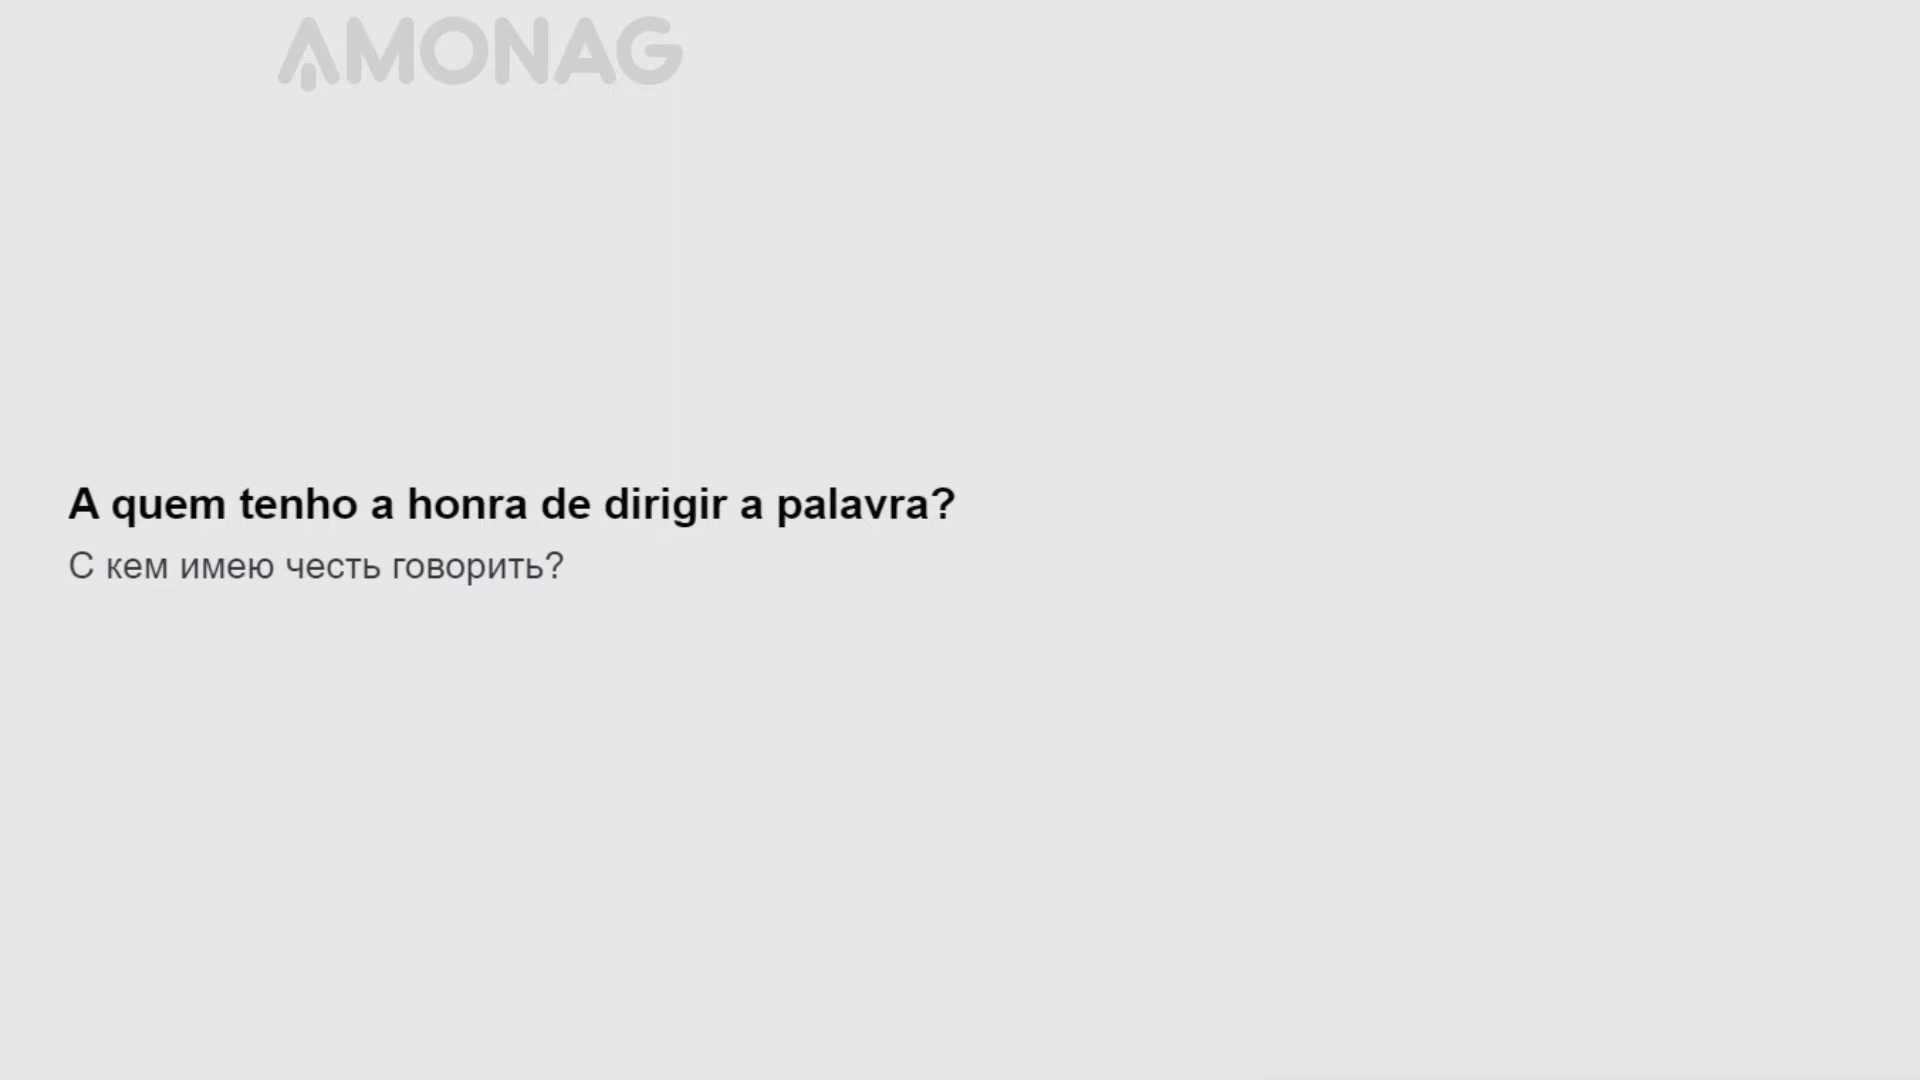 AMONAG
A quem tenho a honra de dirigir a palavra?
С кем имею честь говорить?